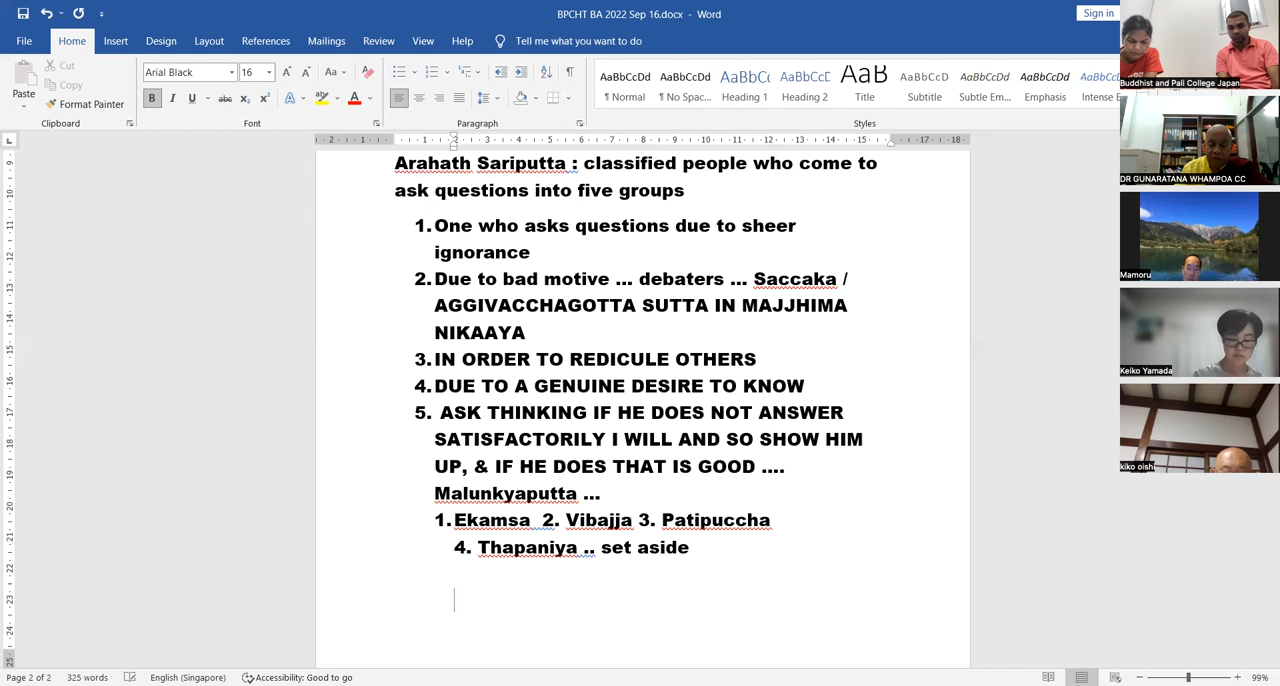 BPCHT BA 2022 Sep 16.docx - Word
Sign in
File Home Insert Design Layout References Mailings Review View Help Tell me what you want to do
Paste
Cut
Copy
Format Painter
Clipboard
Arial Black 16
Font
Paragraph
AaBbCcDd AaBbCcDd AaBbCc AaBbCcD AaB AaBbCcD AaBbCcDd AaBbCcDd AaBbCcDd
¶ Normal ¶ No Spac... Heading 1 Heading 2 Title Subtitle Subtle Em... Emphasis Intense E
Styles
Arahath Sariputta : classified people who come to
ask questions into five groups
1. One who asks questions due to sheer
ignorance
2. Due to bad motive ... debaters ... Saccaka /
AGGIVACCHAGOTTA SUTTA IN MAJJHIMA
NIKAAYA
3. IN ORDER TO REDICULE OTHERS
4. DUE TO A GENUINE DESIRE TO KNOW
5. ASK THINKING IF HE DOES NOT ANSWER
SATISFACTORILY I WILL AND SO SHOW HIM
UP, & IF HE DOES THAT IS GOOD ....
Malunkyaputta ...
1. Ekamsa 2. Vibajja 3. Patipuccha
4. Thapaniya .. set aside
Page 2 of 2 325 words English (Singapore) Accessibility: Good to go 99%
Buddhist and Pali College Japan
DR GUNARATANA WHAMPOA CC
Mamoru
Keiko Yamada
kiko oishi